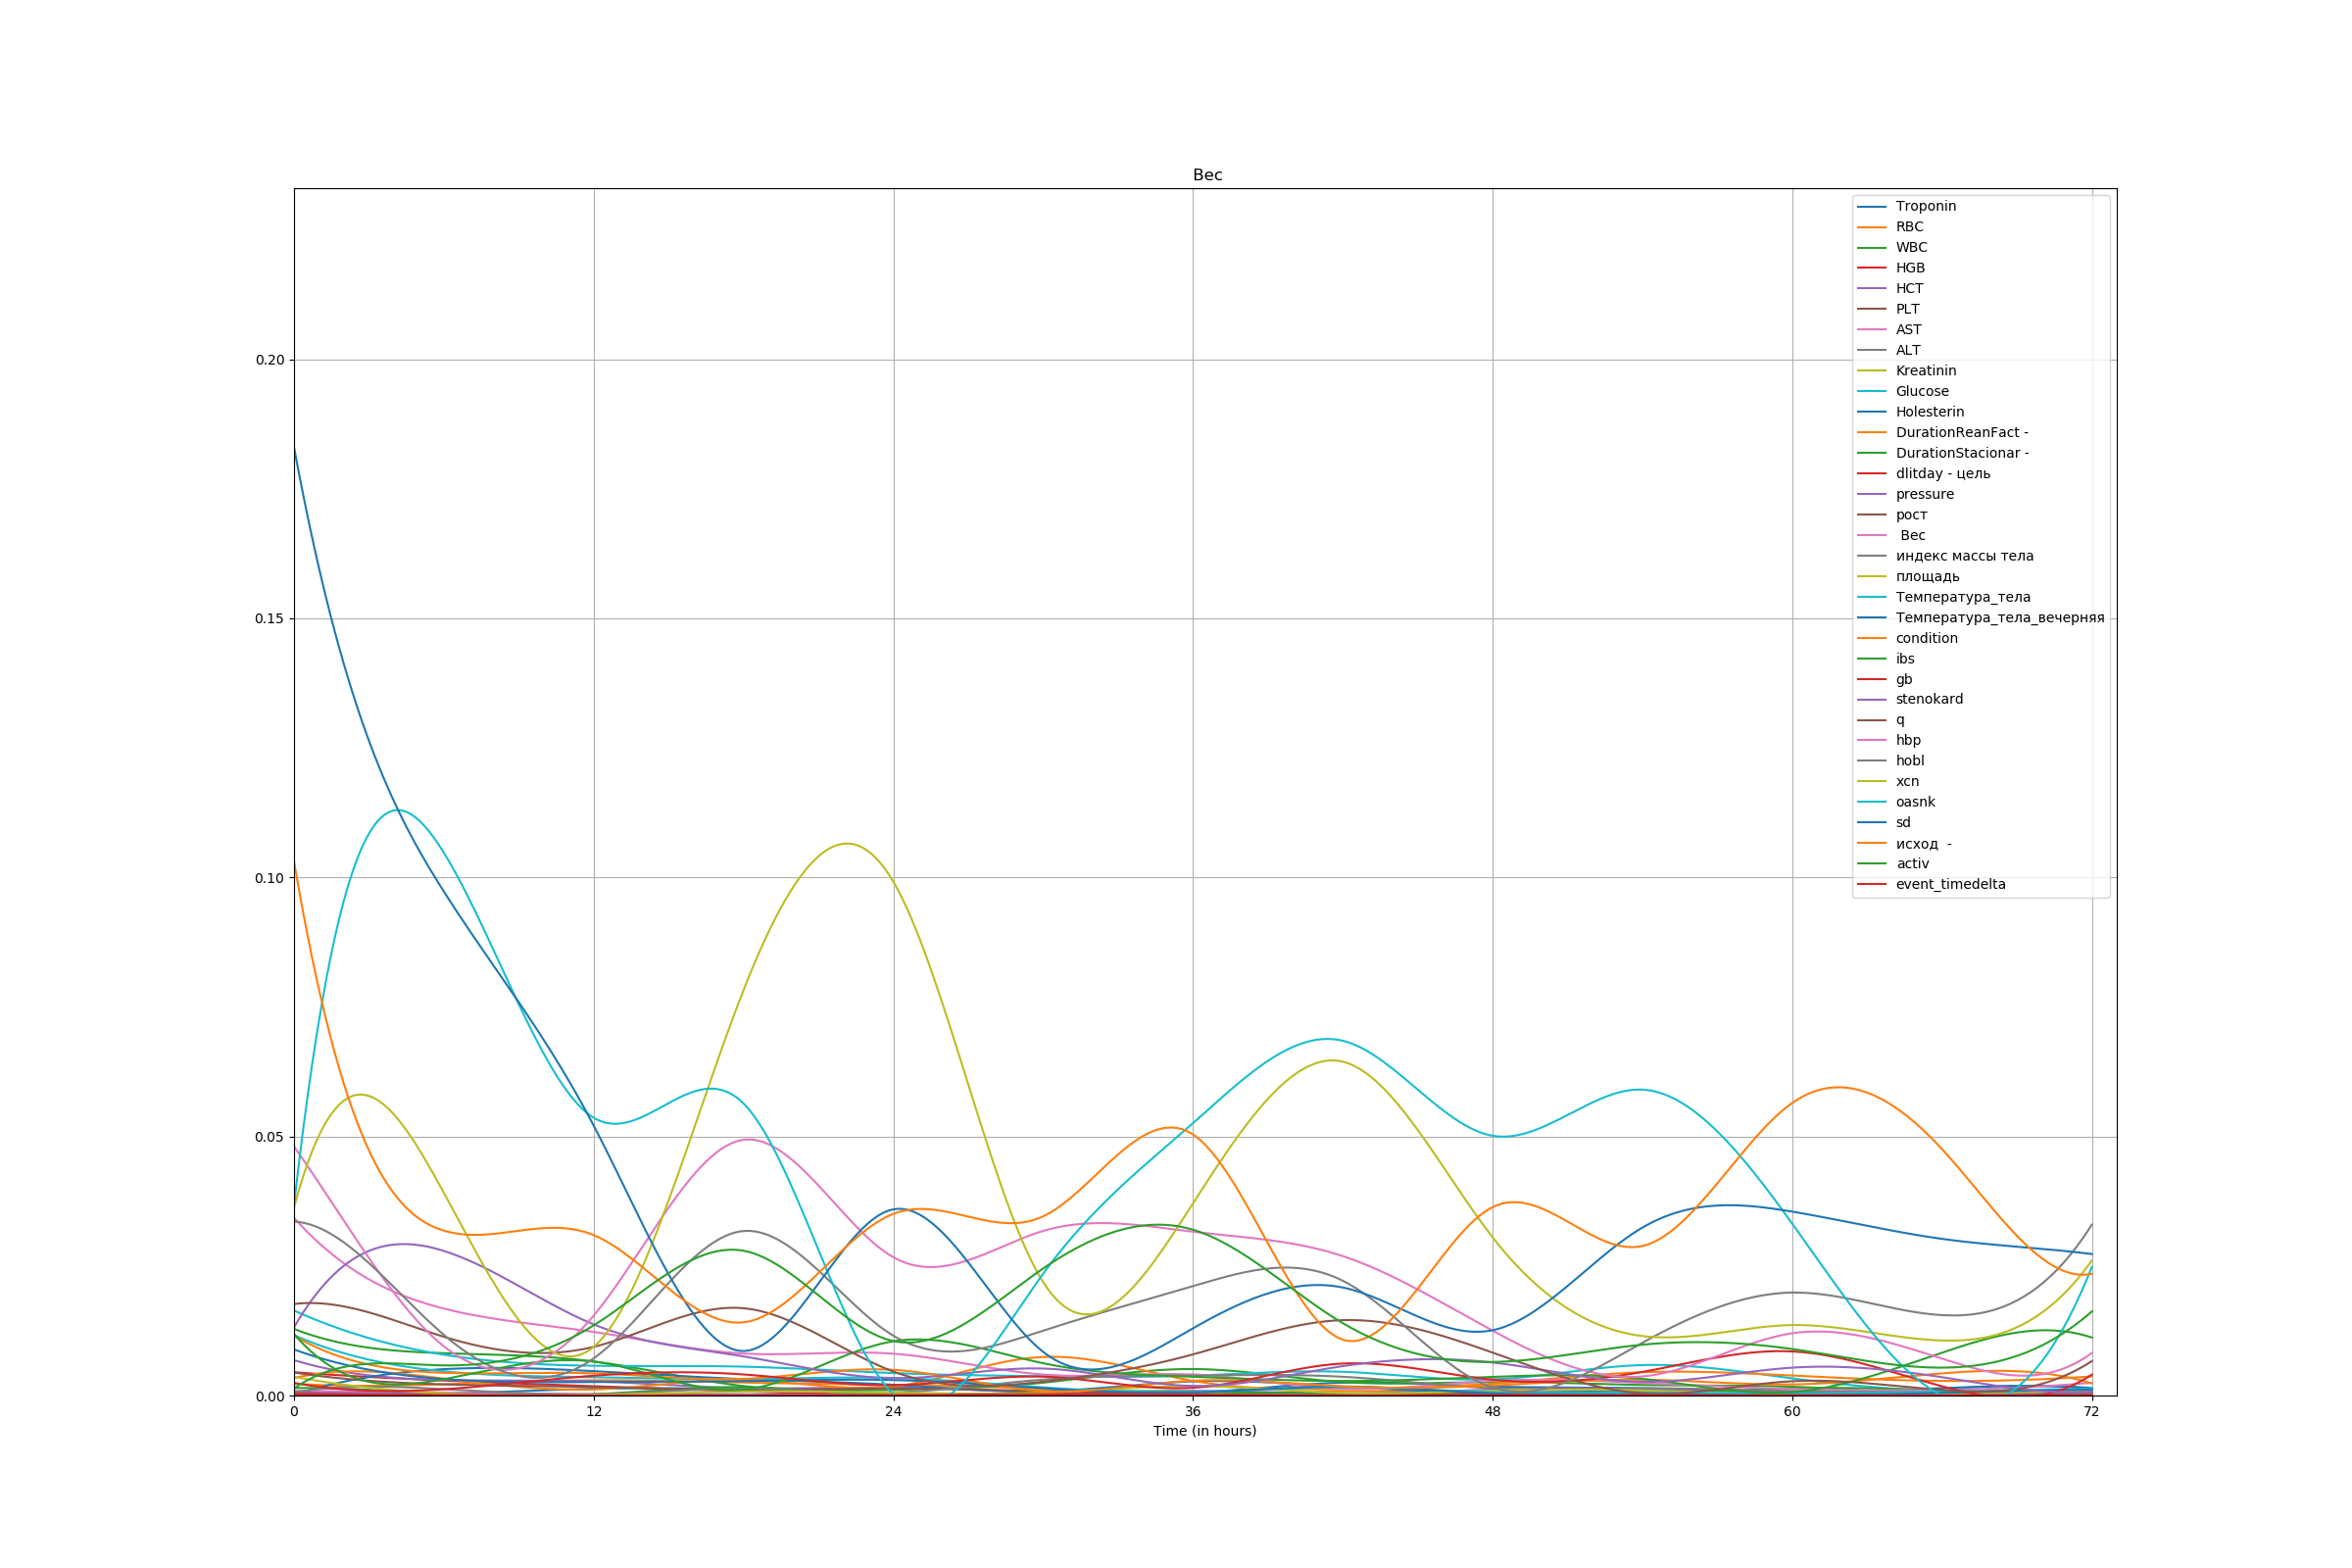 Вес
0.20
0.15
0.10
0.05
0.00
0
12
24
36
48
60
72
Time (in hours)
Troponin
RBC
WBC
HGB
HCT
PLT
AST
ALT
Kreatinin
Glucose
Holesterin
DurationReanFact -
DurationStacionar -
dlitday - цель
pressure
рост
Вес
индекс массы тела
площадь
Температура_тела
Температура_тела_вечерняя
condition
ibs
gb
stenokard
q
hbp
hobl
xcn
oasnk
sd
исход -
activ
event_timedelta